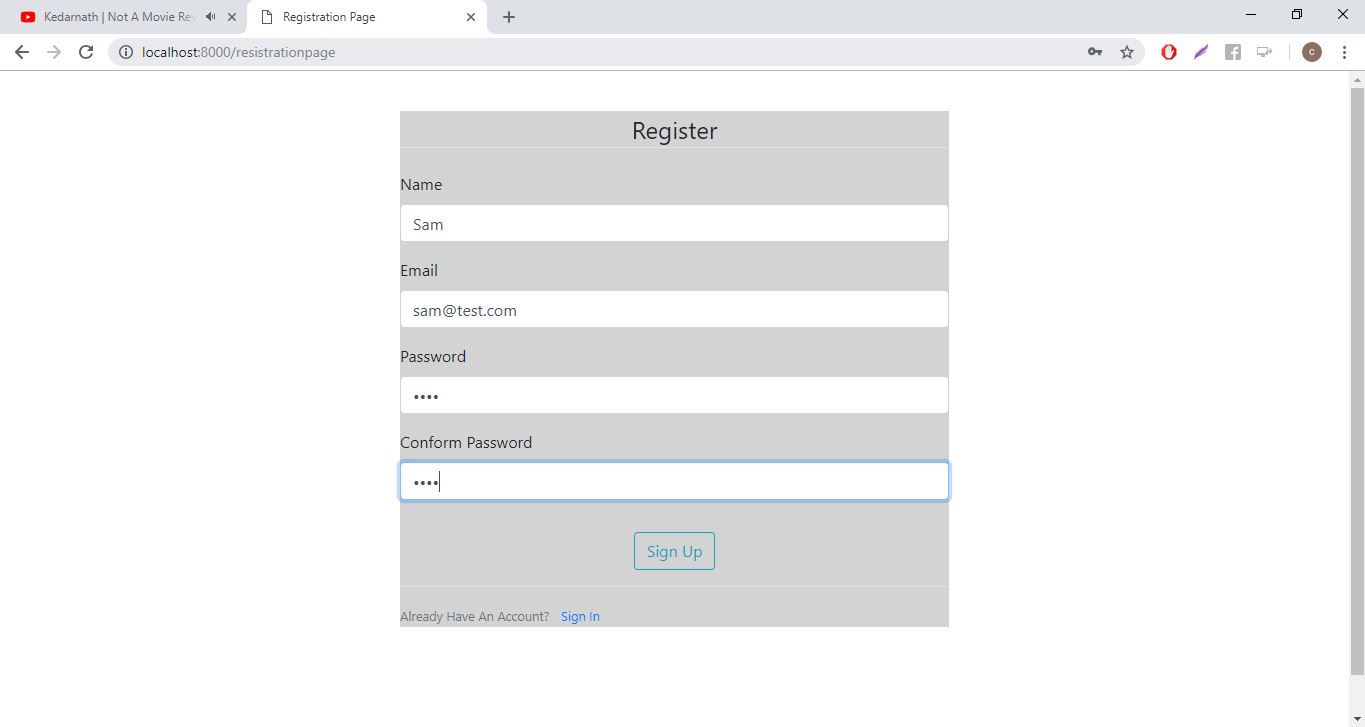 Kedarnath | Not A Movie Rev
Registration Page
localhost:8000/resistrationpage
c
Register
Name
Sam
Email
sam@test.com
Password
••••
Conform Password
••••
Sign Up
Already Have An Account? Sign In